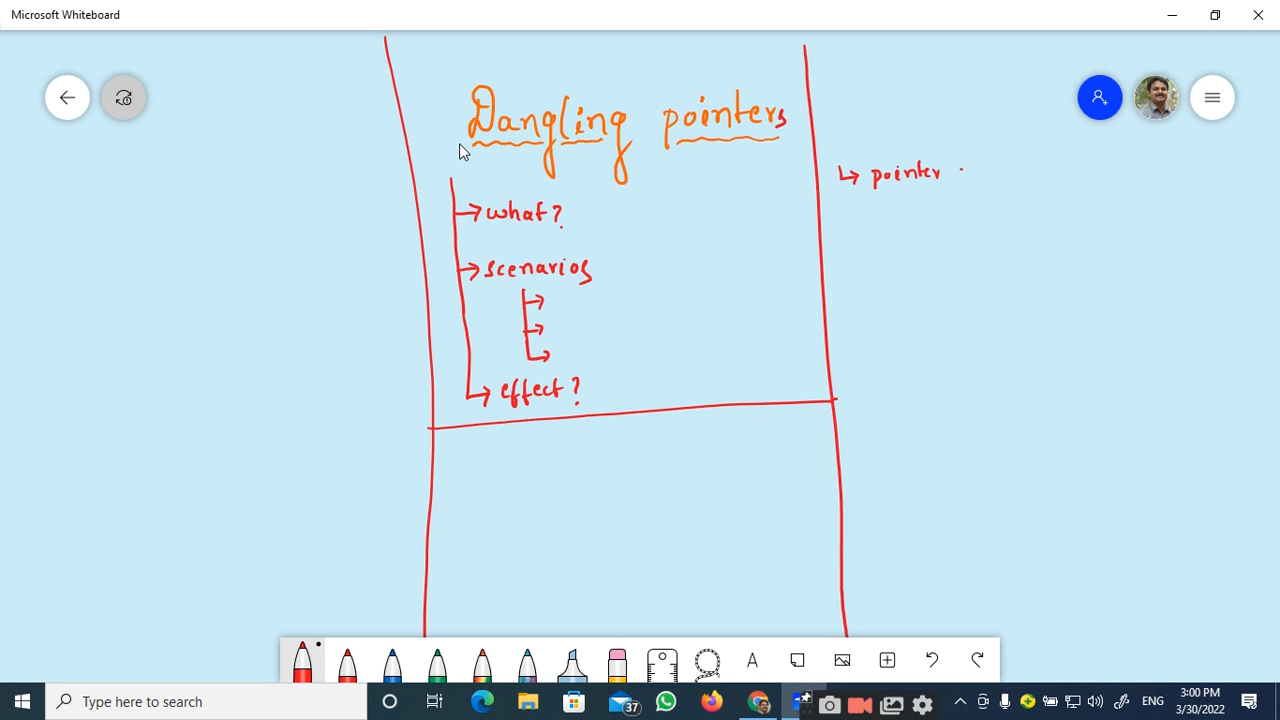 Microsoft Whiteboard
Dangling pointers
what?
scenarios
effect?
pointer
A
Type here to search
37
ENG
3:00 PM
3/30/2022